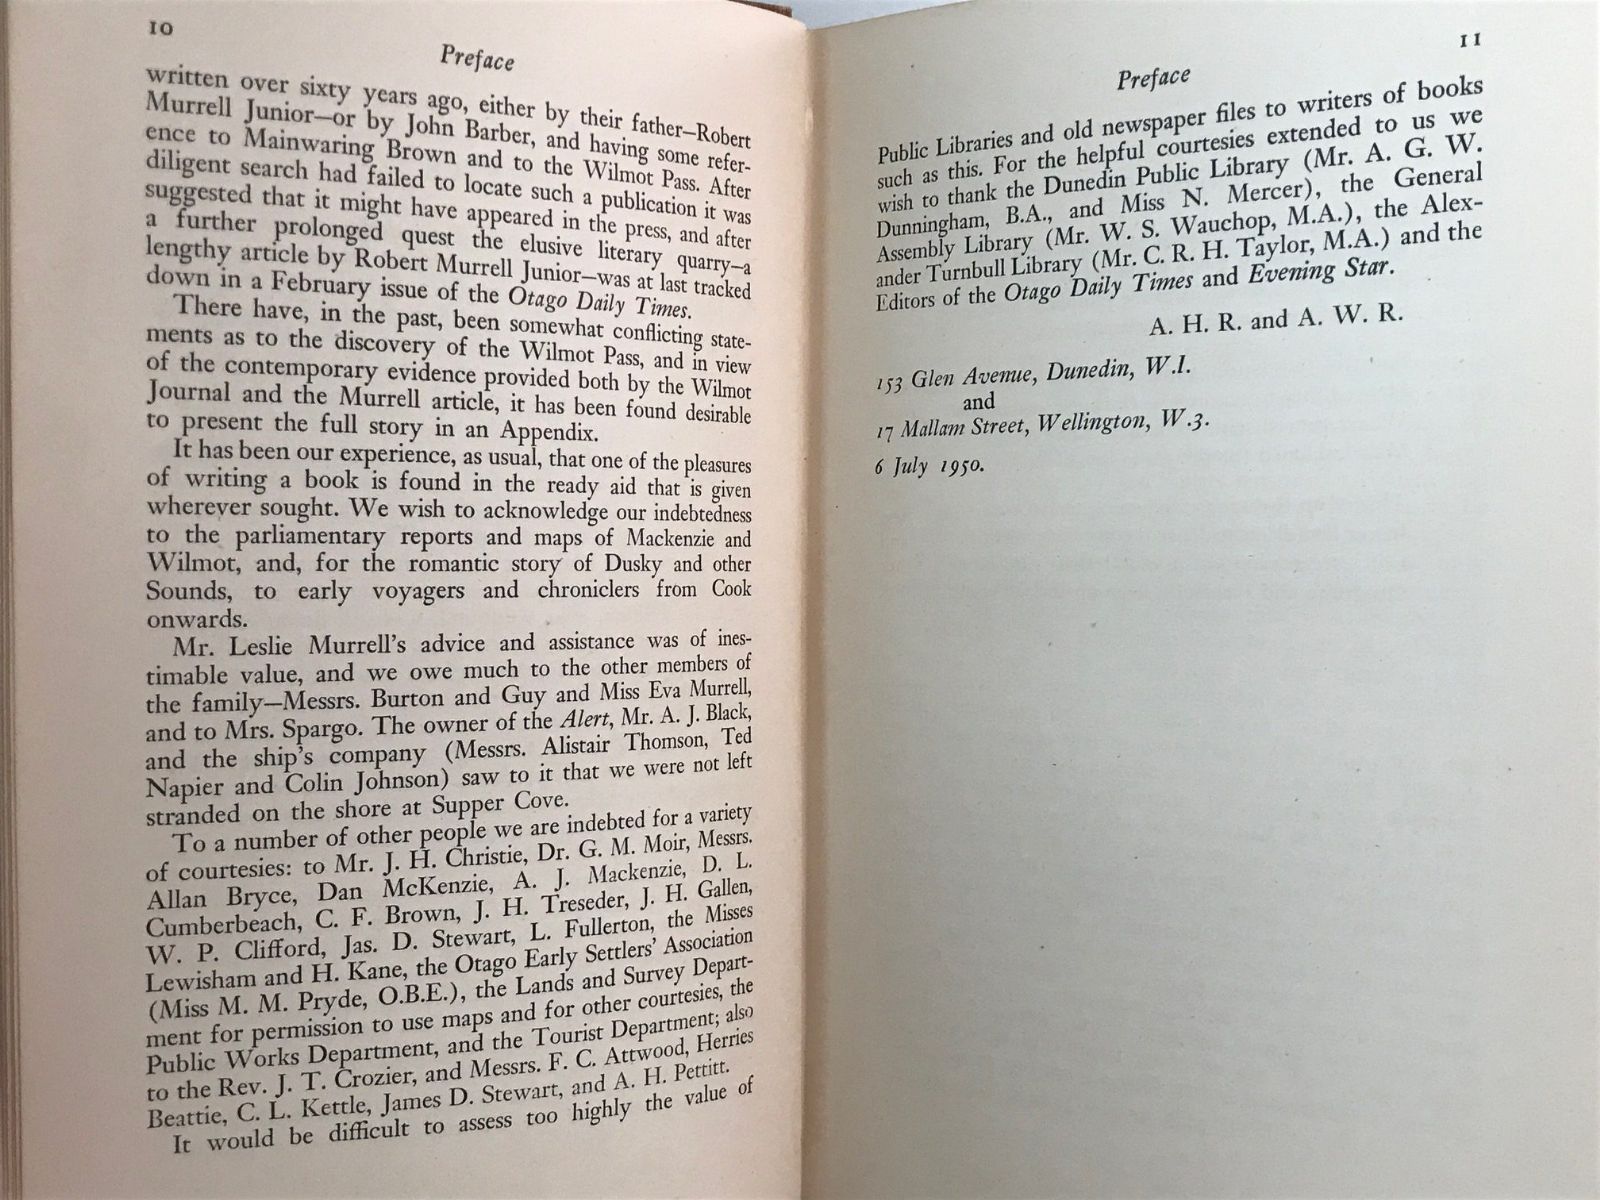 10
Preface
written over sixty years ago, either by their father—Robert
Murrell Junior—or by John Barber, and having some refer-
ence to Mainwaring Brown and to the Wilmot Pass. After
diligent search had failed to locate such a publication it was
suggested that it might have appeared in the press, and after
a further prolonged quest the elusive literary quarry—a
lengthy article by Robert Murrell Junior—was at last tracked
down in a February issue of the Otago Daily Times.
There have, in the past, been somewhat conflicting state-
ments as to the discovery of the Wilmot Pass, and in view
of the contemporary evidence provided both by the Wilmot
Journal and the Murrell article, it has been found desirable
to present the full story in an Appendix.
It has been our experience, as usual, that one of the pleasures
of writing a book is found in the ready aid that is given
wherever sought. We wish to acknowledge our indebtedness
to the parliamentary reports and maps of Mackenzie and
Wilmot, and, for the romantic story of Dusky and other
Sounds, to early voyagers and chroniclers from Cook
onwards.
Mr. Leslie Murrell's advice and assistance was of ines-
timable value, and we owe much to the other members of
the family—Messrs. Burton and Guy and Miss Eva Murrell,
and to Mrs. Spargo. The owner of the Alert, Mr. A. J. Black,
and the ship's company (Messrs. Alistair Thomson, Ted
Napier and Colin Johnson) saw to it that we were not left
stranded on the shore at Supper Cove.
To a number of other people we are indebted for a variety
of courtesies: to Mr. J. H. Christie, Dr. G. M. Moir, Messrs.
Allan Bryce, Dan McKenzie, A. J. Mackenzie, D. L.
Cumberbeach, C. F. Brown, J. H. Treseder, J. H. Gallen,
W. P. Clifford, Jas. D. Stewart, L. Fullerton, the Misses
Lewisham and H. Kane, the Otago Early Settlers' Association
(Miss M. M. Pryde, O.B.E.), the Lands and Survey Depart-
ment for permission to use maps and for other courtesies, the
Public Works Department, and the Tourist Department; also
to the Rev. J. T. Crozier, and Messrs. F. C. Attwood, Herries
Beattie, C. L. Kettle, James D. Stewart, and A. H. Pettitt.
It would be difficult to assess too highly the value of
11
Preface
Public Libraries and old newspaper files to writers of books
such as this. For the helpful courtesies extended to us we
wish to thank the Dunedin Public Library (Mr. A. G. W.
Dunningham, B.A., and Miss N. Mercer), the General
Assembly Library (Mr. W. S. Wauchop, M.A.), the Alex-
ander Turnbull Library (Mr. C. R. H. Taylor, M.A.) and the
Editors of the Otago Daily Times and Evening Star.
A. H. R. and A. W. R.
153 Glen Avenue, Dunedin, W.1.
and
17 Mallam Street, Wellington, W.3.
6 July 1950.